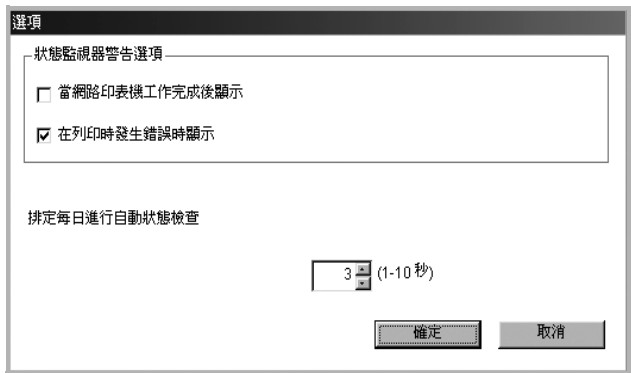 選項
狀態監視器警告選項
當網路印表機工作完成後顯示
在列印時發生錯誤時顯示
排定每日進行自動狀態檢查
3 (1-10 秒)
確定 取消